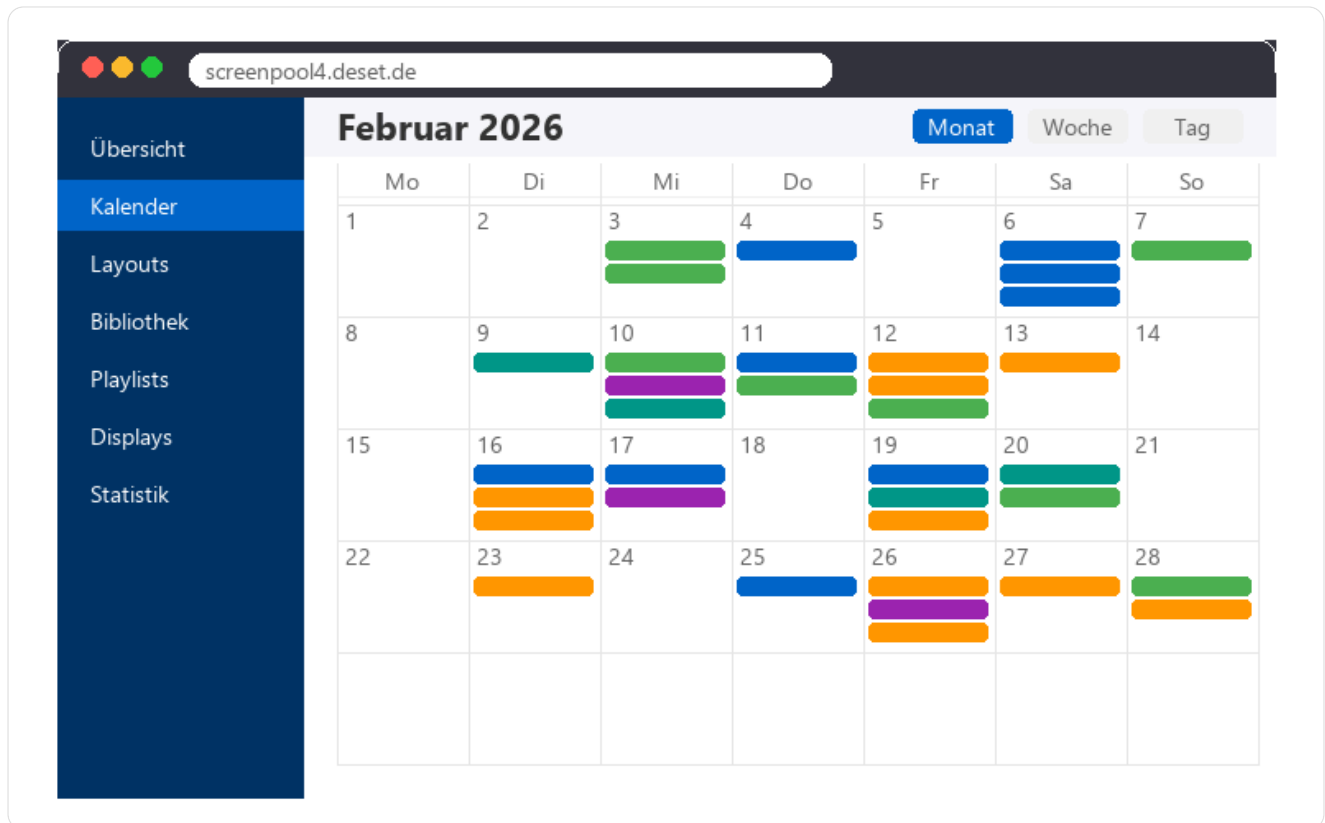 screenpool4.deset.de
Februar 2026
Monat Woche Tag
Übersicht
Kalender
Layouts
Bibliothek
Playlists
Displays
Statistik
Mo Di Mi Do Fr Sa So
1 2 3 4 5 6 7
8 9 10 11 12 13 14
15 16 17 18 19 20 21
22 23 24 25 26 27 28